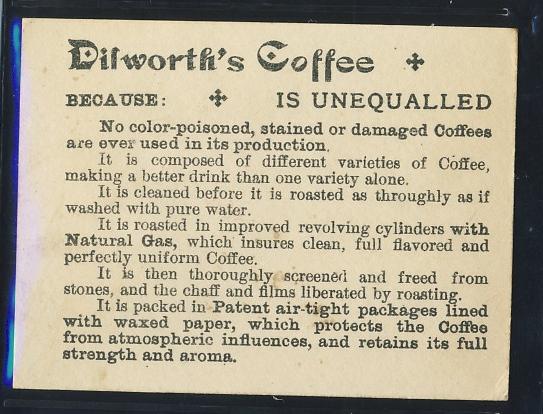 Dilworth's Coffee ✣
BECAUSE: ✣ IS UNEQUALLED
No color-poisoned, stained or damaged Coffees
are ever used in its production.
It is composed of different varieties of Coffee,
making a better drink than one variety alone.
It is cleaned before it is roasted as throughly as if
washed with pure water.
It is roasted in improved revolving cylinders with
Natural Gas, which insures clean, full flavored and
perfectly uniform Coffee.
It is then thoroughly screened and freed from
stones, and the chaff and films liberated by roasting.
It is packed in Patent air-tight packages lined
with waxed paper, which protects the Coffee
from atmospheric influences, and retains its full
strength and aroma.